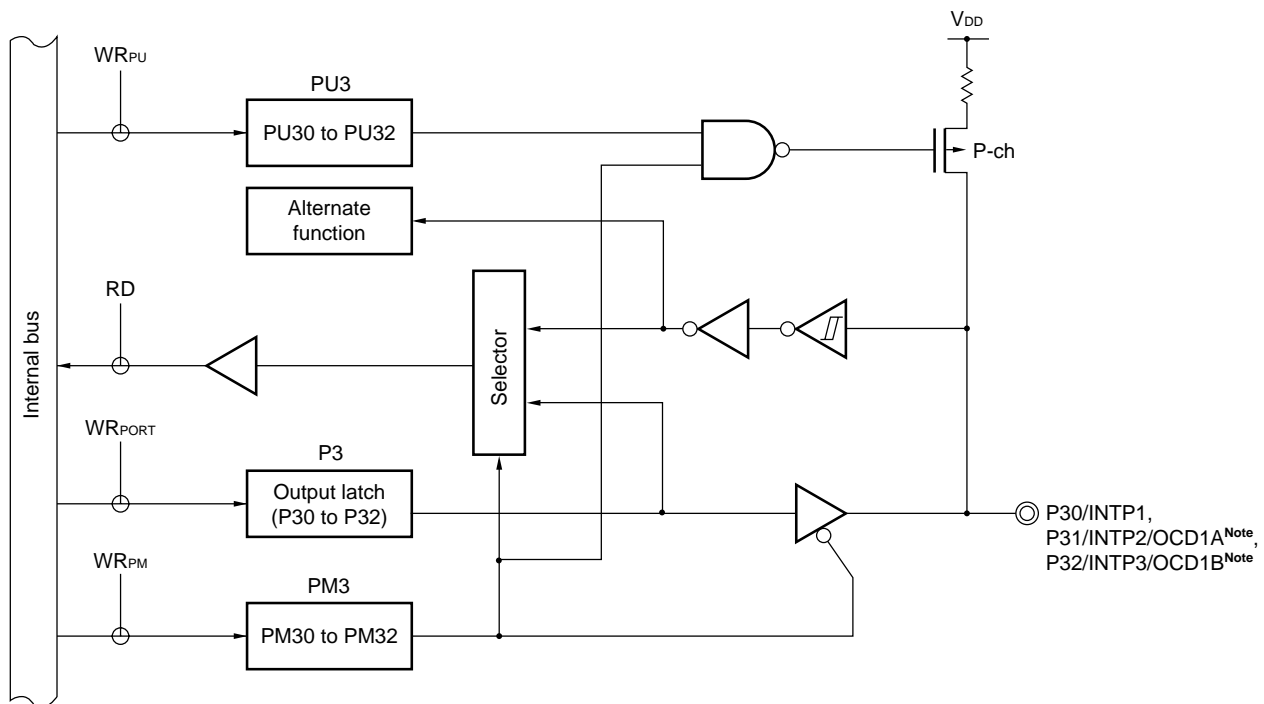 VDD
WRPU
PU3
PU30 to PU32
P-ch
Alternate
function
RD
Internal bus
Selector
WRPORT
P3
Output latch
(P30 to P32)
P30/INTP1,
P31/INTP2/OCD1ANote,
P32/INTP3/OCD1BNote
WRPM
PM3
PM30 to PM32